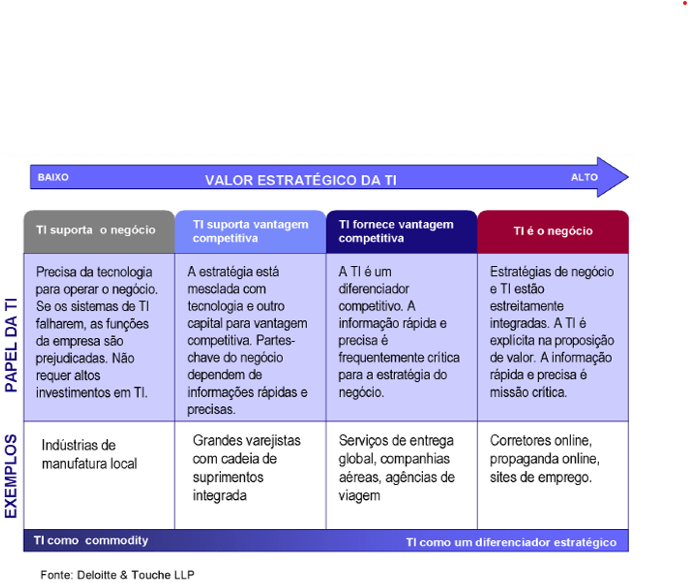 BAIXO
VALOR ESTRATÉGICO DA TI
ALTO
TI suporta o negócio
TI suporta vantagem
competitiva
TI fornece vantagem
competitiva
TI é o negócio
PAPEL DA TI
Precisa da tecnologia
para operar o negócio.
Se os sistemas de TI
falharem, as funções
da empresa são
prejudicadas. Não
requer altos
investimentos em TI.
A estratégia está
mesclada com
tecnologia e outro
capital para vantagem
competitiva. Partes-
chave do negócio
dependem de
informações rápidas e
precisas.
A TI é um
diferenciador
competitivo. A
informação rápida e
precisa é
frequentemente crítica
para a estratégia do
negócio.
Estratégias de negócio
e TI estão
estreitamente
integradas. A TI é
explícita na proposição
de valor. A informação
rápida e precisa é
missão crítica.
EXEMPLOS
Indústrias de
manufatura local
Grandes varejistas
com cadeia de
suprimentos
integrada
Serviços de entrega
global, companhias
aéreas, agências de
viagem
Corretores online,
propaganda online,
sites de emprego.
TI como commodity
TI como um diferenciador estratégico
Fonte: Deloitte & Touche LLP